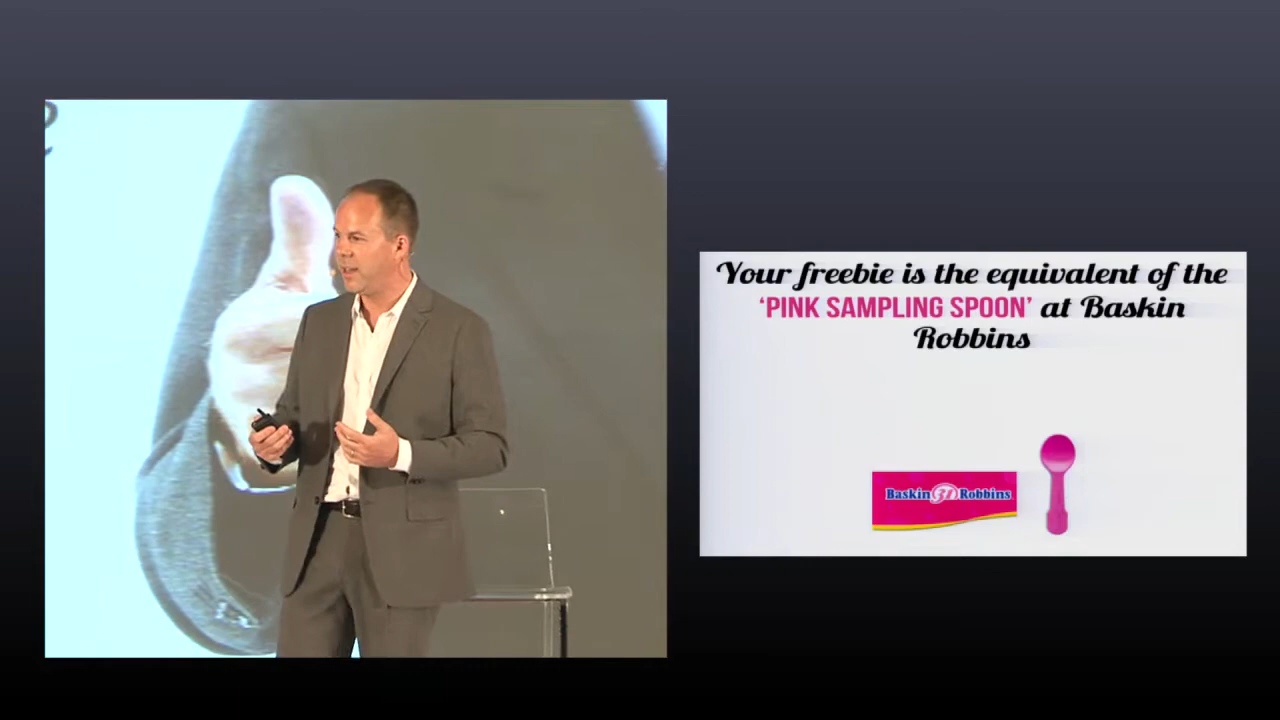 Your freebie is the equivalent of the
‘PINK SAMPLING SPOON’ at Baskin
Robbins
Baskin 31 Robbins